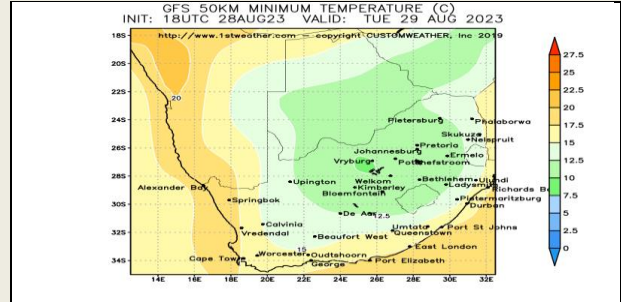 GFS 50KM MINIMUM TEMPERATURE (C)
INIT: 18UTC 28AUG23 VALID: TUE 29 AUG 2023
http://www.1stweather.com — copyright CUSTOMWEATHER, Inc 2019
18S
20S
22S
24S
26S
28S
30S
32S
34S
20
Pietersburg
Phalaborwa
Skukuza
Nelspruit
Pretoria
Johannesburg
Ermelo
Vryburg
Potchefstroom
Welkom
Bethlehem
Ulundi
Upington
Kimberley
Ladysmith
Richards B
Alexander Bay
Bloemfontein
Springbok
Pietermaritzburg
Durban
De Aar
12.5
Calvinia
Umtata
Port St Johns
Vredendal
Beaufort West
Queenstown
East London
15
Worcester
Oudtshoorn
Cape Town
George
Port Elizabeth
14E 16E 18E 20E 22E 24E 26E 28E 30E 32E
27.5
25
22.5
20
17.5
15
12.5
10
7.5
5
2.5
0